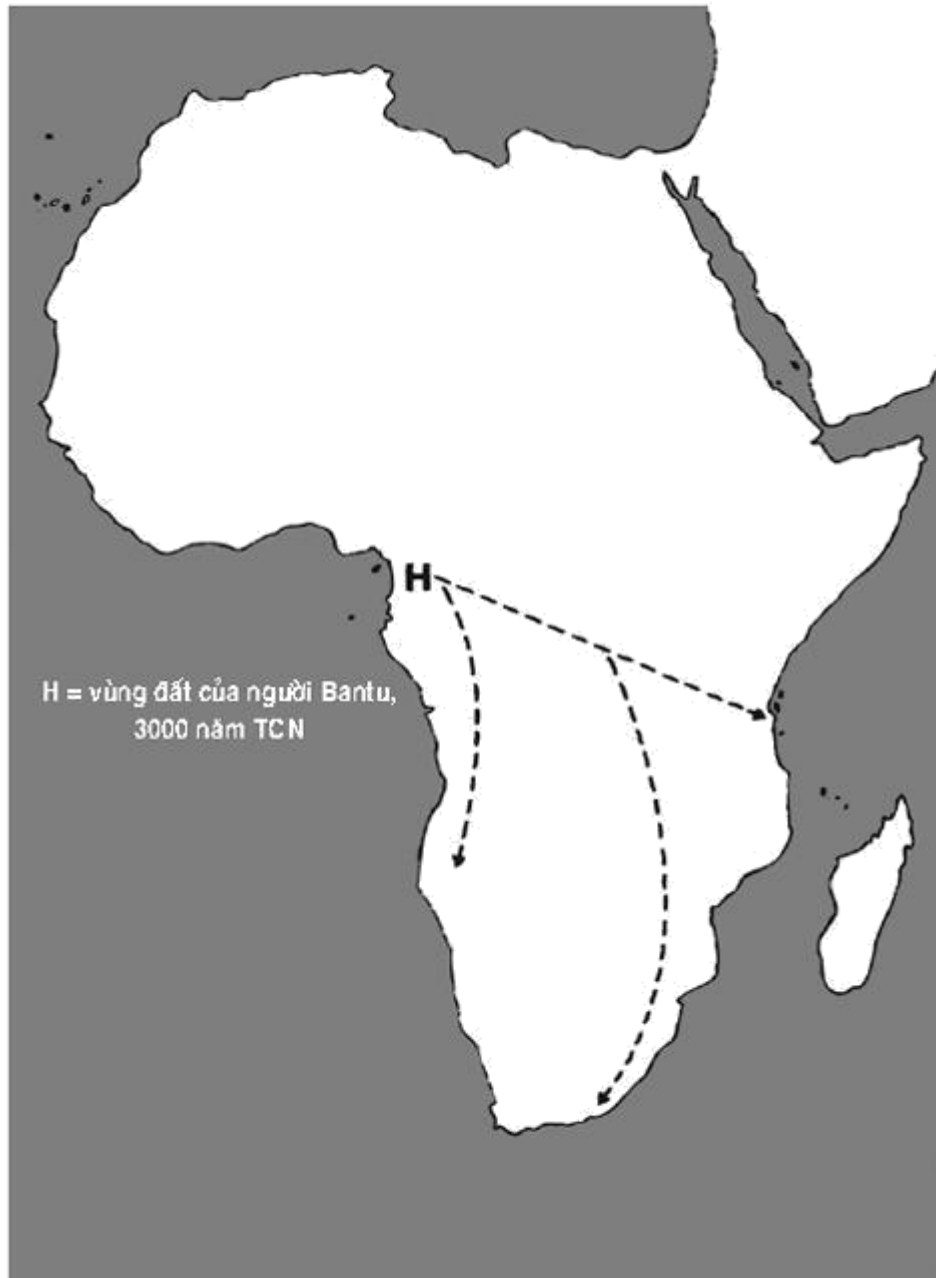 H
H = vùng đất của người Bantu,
3000 năm TCN